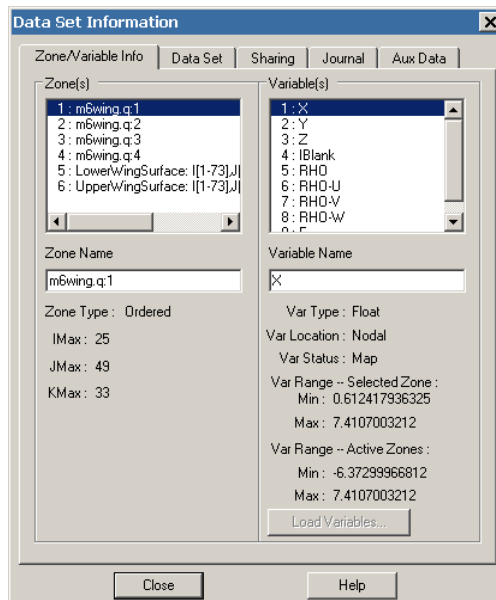 Data Set Information
Zone/Variable Info
Data Set
Sharing
Journal
Aux Data
Zone(s)
1 : m6wing.q:1
2 : m6wing.q:2
3 : m6wing.q:3
4 : m6wing.q:4
5 : LowerWingSurface: I[1-73],J[
6 : UpperWingSurface: I[1-73],J[
Zone Name
m6wing.q:1
Zone Type : Ordered
IMax : 25
JMax : 49
KMax : 33
Variable(s)
1 : X
2 : Y
3 : Z
4 : IBlank
5 : RHO
6 : RHO-U
7 : RHO-V
8 : RHO-W
Variable Name
X
Var Type : Float
Var Location : Nodal
Var Status : Map
Var Range -- Selected Zone :
Min : 0.612417936325
Max : 7.4107003212
Var Range -- Active Zones :
Min : -6.37299966812
Max : 7.4107003212
Load Variables...
Close
Help